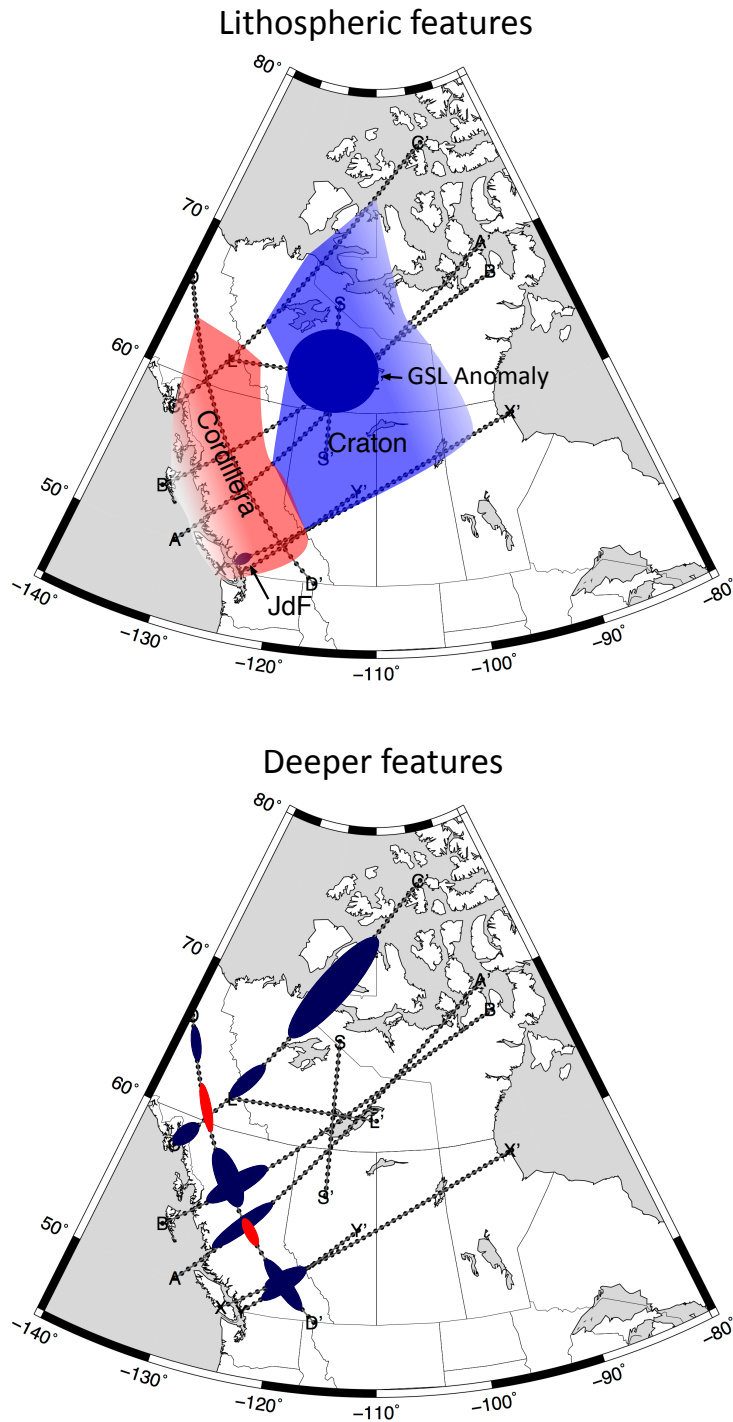 Lithospheric features
80°
C'
70°
A'
B'
D
S
60°
L
GSL Anomaly
C
Cordillera
Craton
X'
S'
B
Y'
50°
A
X
D'
JdF
−140°
−130°
−120°
−110°
−100°
−90°
−80°
Deeper features
80°
C'
70°
A'
B'
D
S
60°
L
L'
C
X'
S'
B
Y'
50°
A
X
Y
D'
−140°
−130°
−120°
−110°
−100°
−90°
−80°